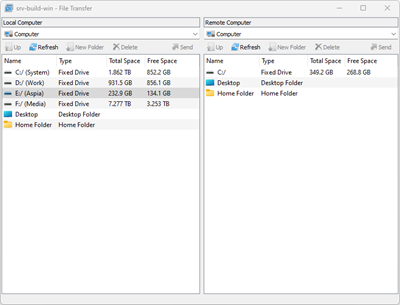 srv-build-win - File Transfer
Local Computer
Computer
Up Refresh New Folder Delete Send
Name Type Total Space Free Space
C:/ (System) Fixed Drive 1.862 TB 852.2 GB
D:/ (Work) Fixed Drive 931.5 GB 856.1 GB
E:/ (Aspia) Fixed Drive 232.9 GB 134.1 GB
F:/ (Media) Fixed Drive 7.277 TB 3.253 TB
Desktop Desktop Folder
Home Folder Home Folder
Remote Computer
Computer
Up Refresh New Folder Delete Send
Name Type Total Space Free Space
C:/ Fixed Drive 349.2 GB 268.8 GB
Desktop Desktop Folder
Home Folder Home Folder